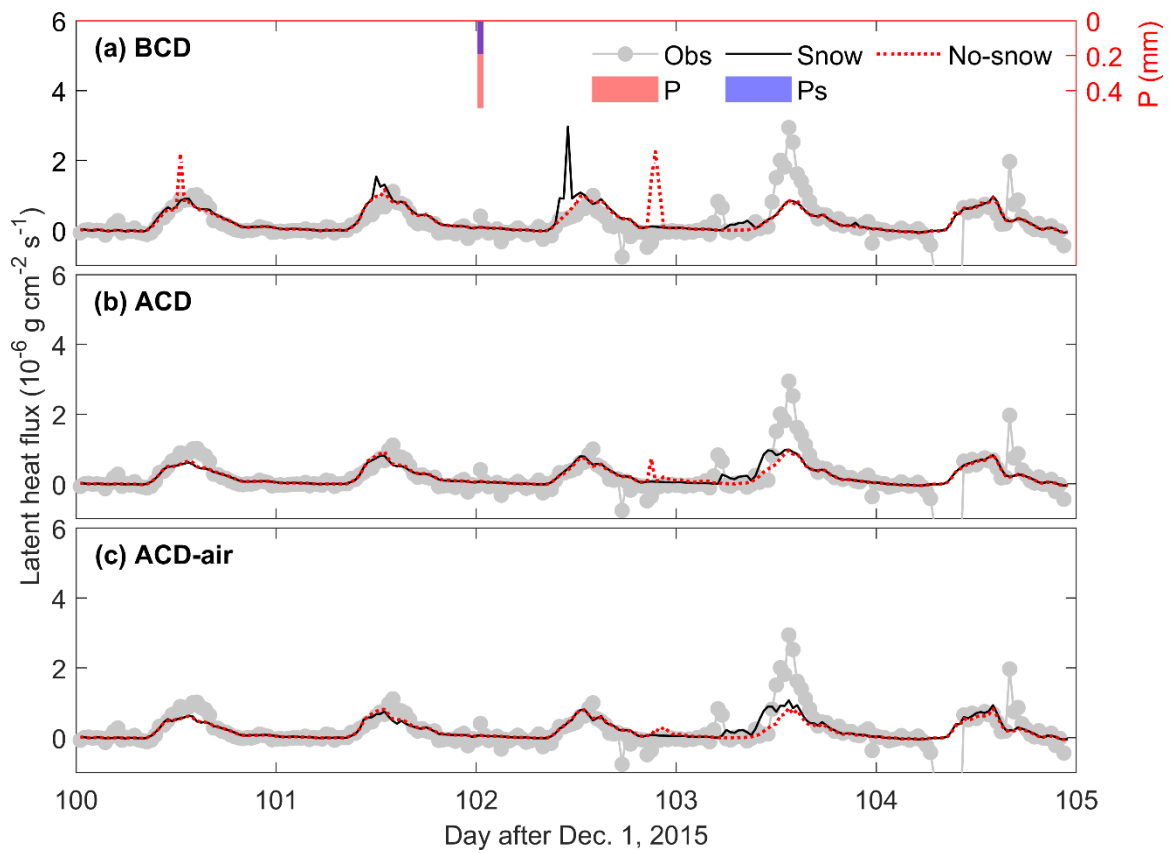 6 (a) BCD 0
Obs Snow No-snow
4 P Ps 0.2
0.4
P (mm)
2
0
6 (b) ACD
4
2
0
6 (c) ACD-air
4
2
0
Latent heat flux (10⁻⁶ g cm⁻² s⁻¹)
100 101 102 103 104 105
Day after Dec. 1, 2015